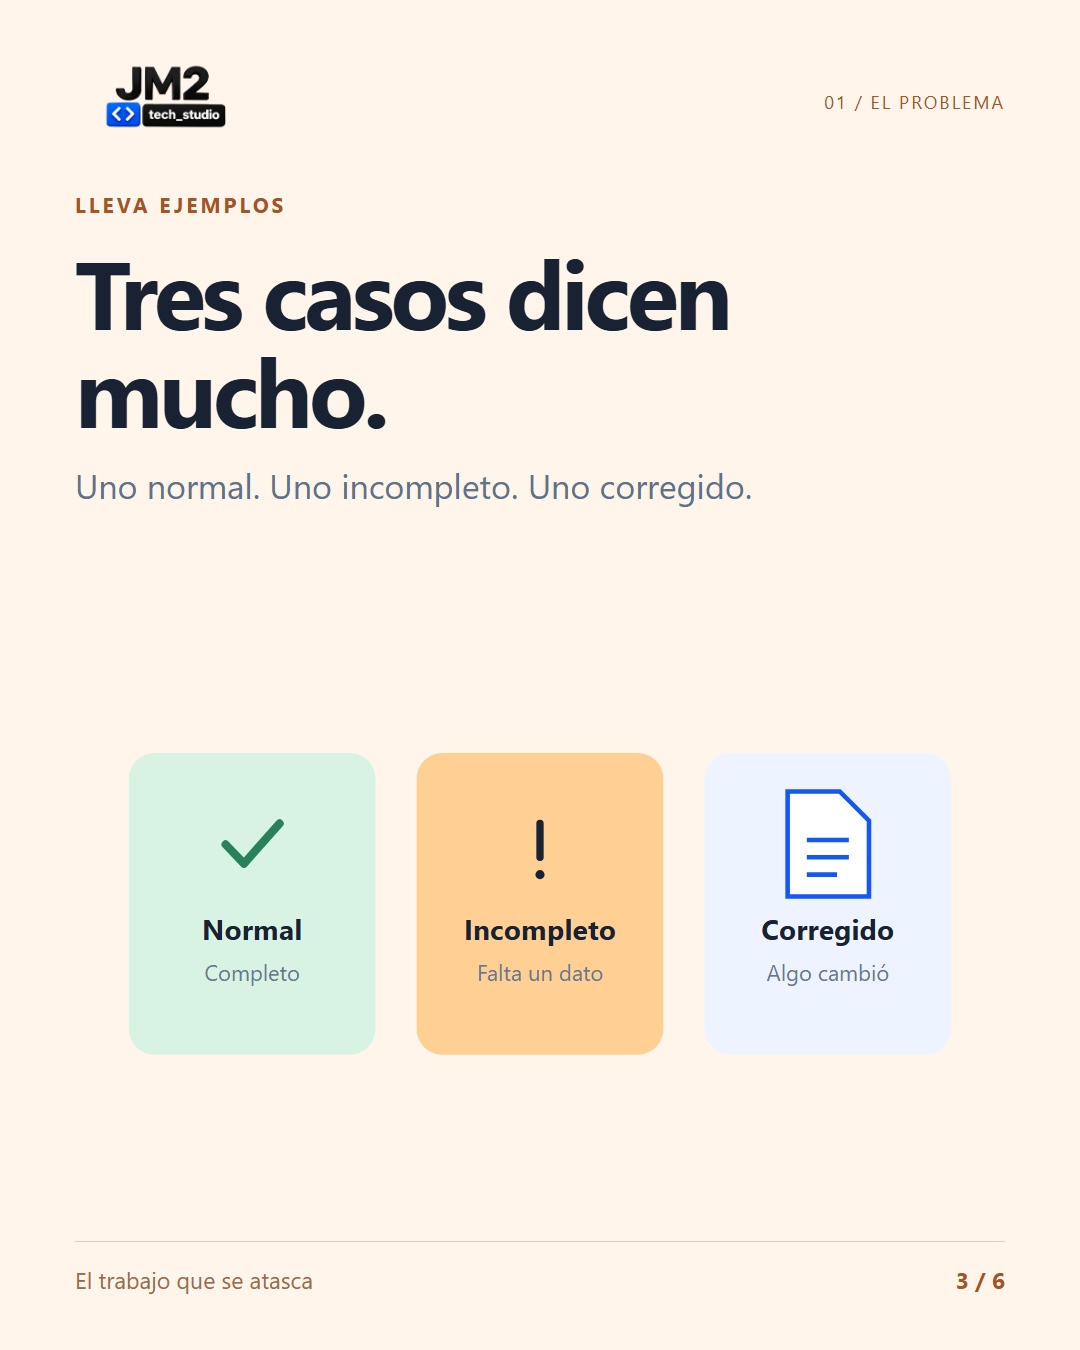 JM2
<> tech_studio
01 / EL PROBLEMA
LLEVA EJEMPLOS
Tres casos dicen
mucho.
Uno normal. Uno incompleto. Uno corregido.
!
Normal
Completo
Incompleto
Falta un dato
Corregido
Algo cambió
El trabajo que se atasca
3 / 6